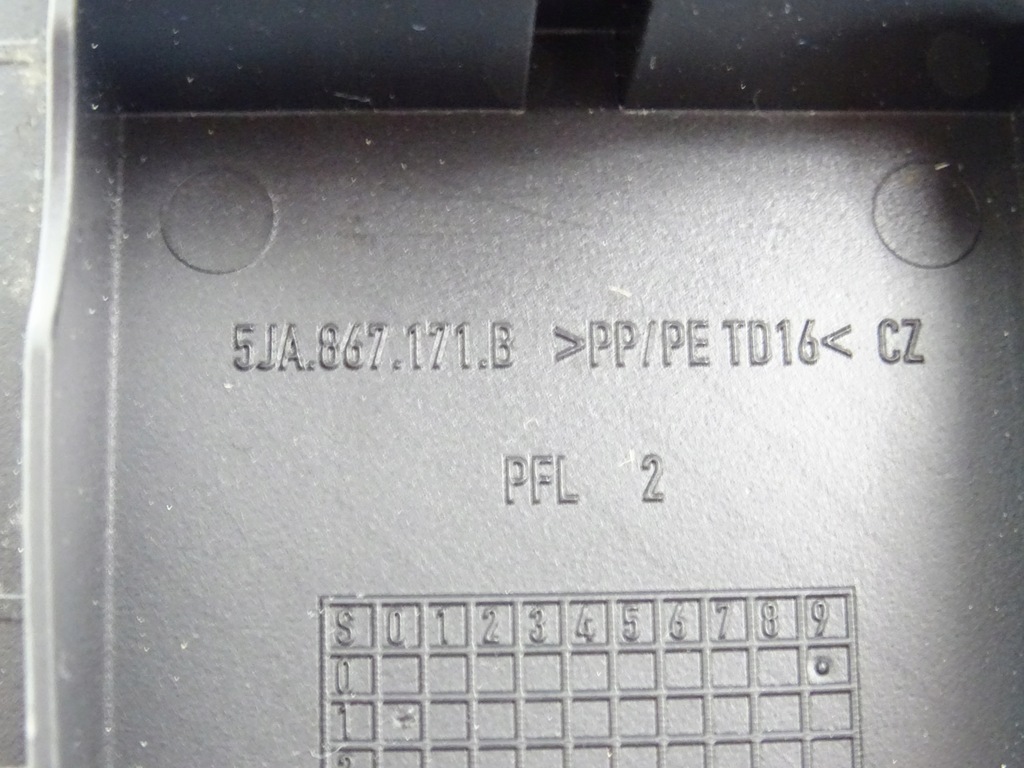 5JA.867.171.B >PP/PE TD16< CZ
PFL 2
S 0 1 2 3 4 5 6 7 8 9
0
1